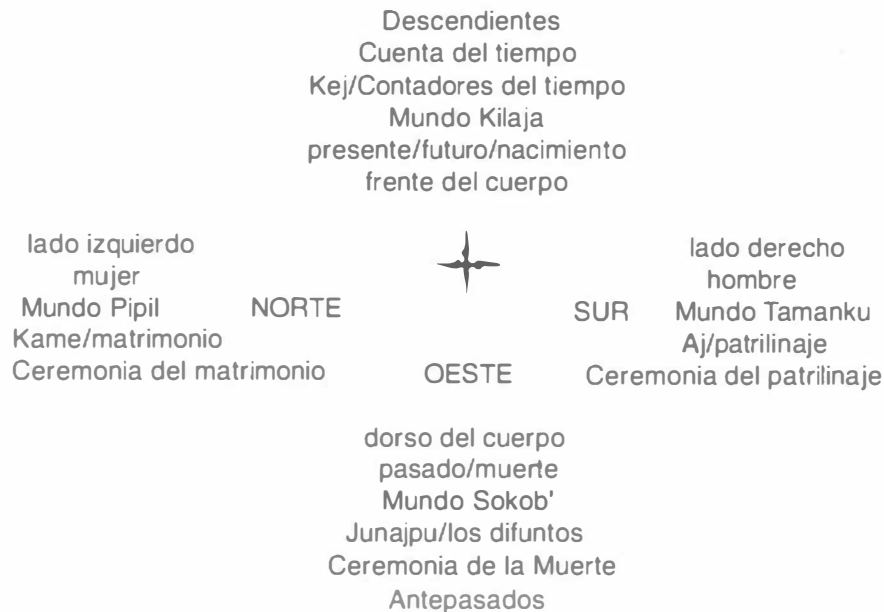 Descendientes
Cuenta del tiempo
Kej/Contadores del tiempo
Mundo Kilaja
presente/futuro/nacimiento
frente del cuerpo
lado izquierdo
mujer
Mundo Pipil
Kame/matrimonio
Ceremonia del matrimonio
NORTE
SUR
lado derecho
hombre
Mundo Tamanku
Aj/patrilinaje
Ceremonia del patrilinaje
OESTE
dorso del cuerpo
pasado/muerte
Mundo Sokob'
Junajpu/los difuntos
Ceremonia de la Muerte
Antepasados